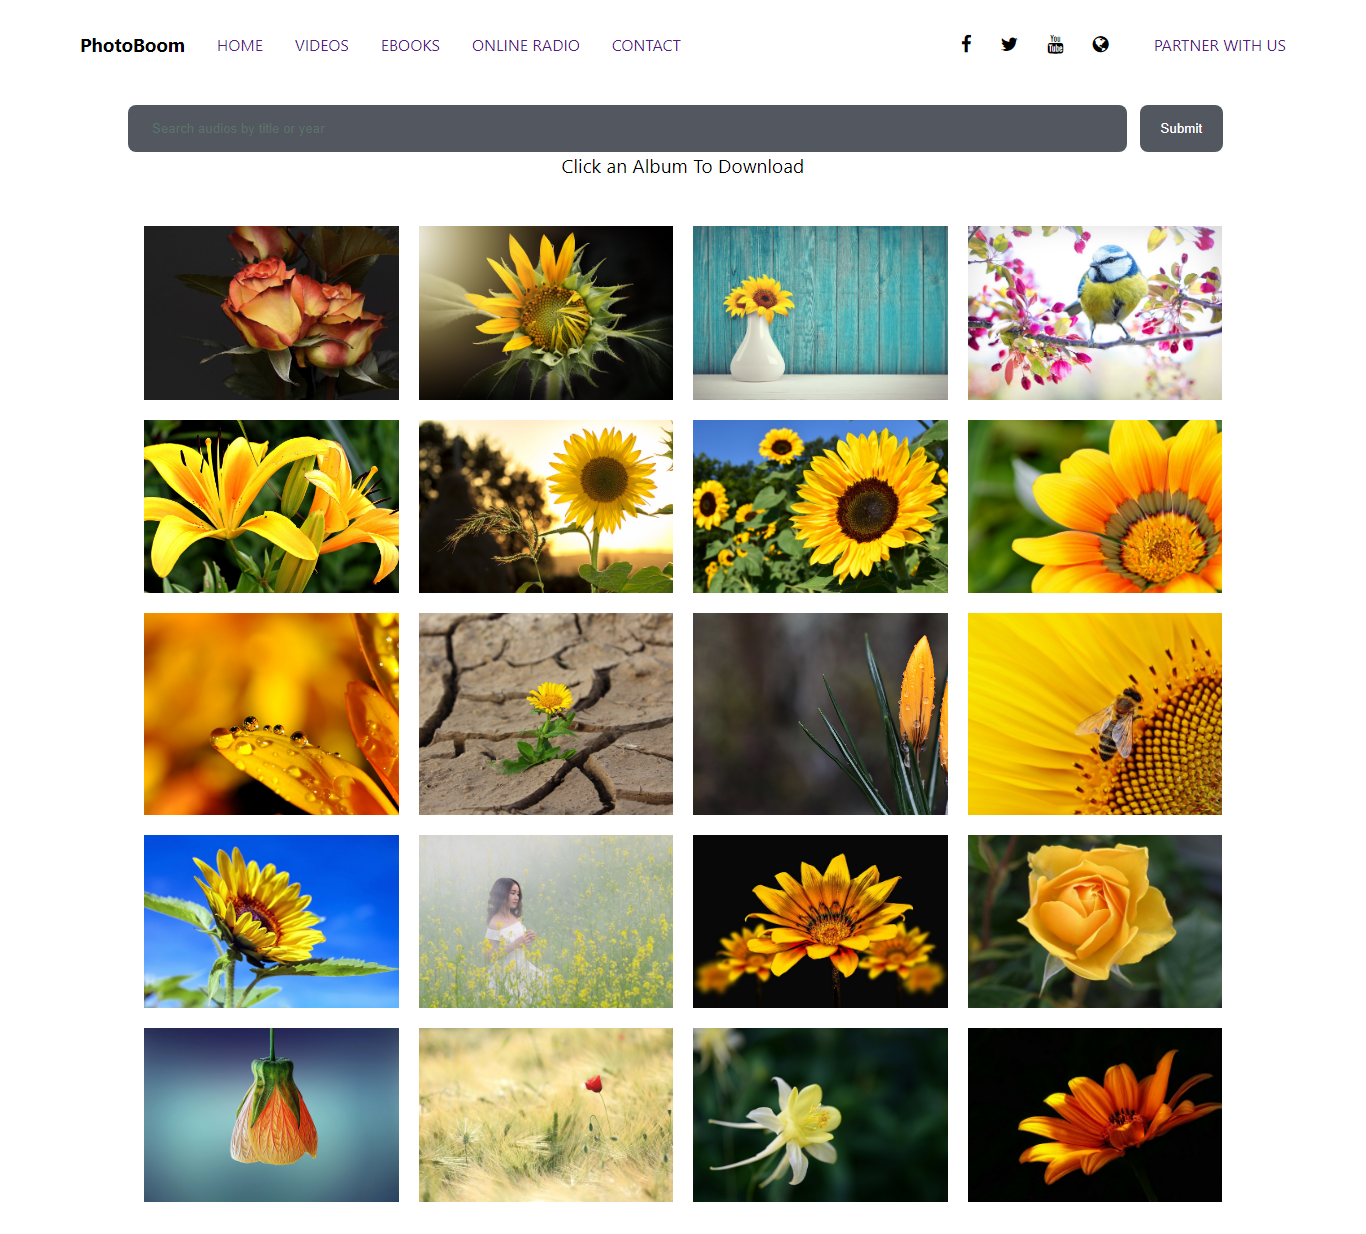 PhotoBoom HOME VIDEOS EBOOKS ONLINE RADIO CONTACT You Tube PARTNER WITH US
Search audios by title or year Submit
Click an Album To Download